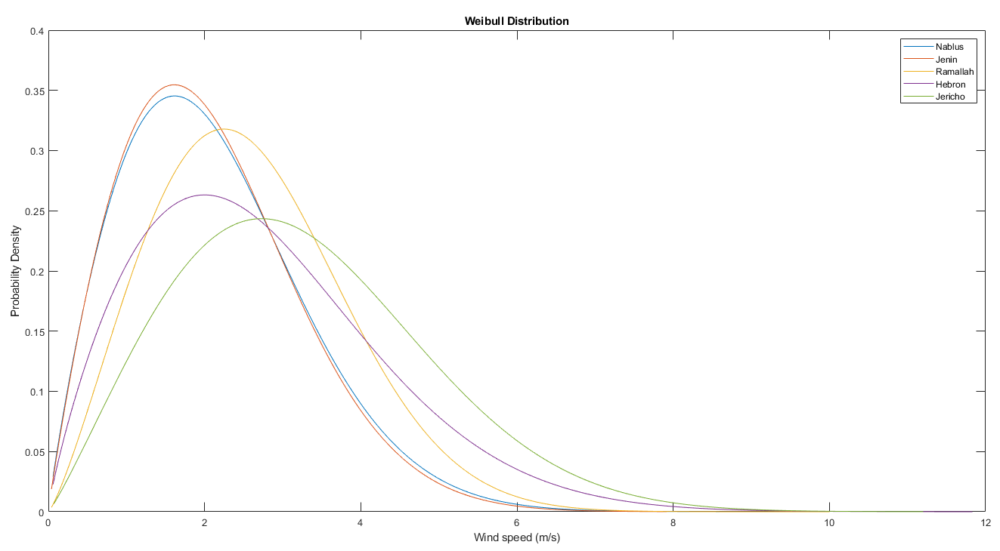 Weibull Distribution
Nablus
Jenin
Ramallah
Hebron
Jericho
0.4
0.35
0.3
0.25
0.2
0.15
0.1
0.05
0
Probability Density
0 2 4 6 8 10 12
Wind speed (m/s)